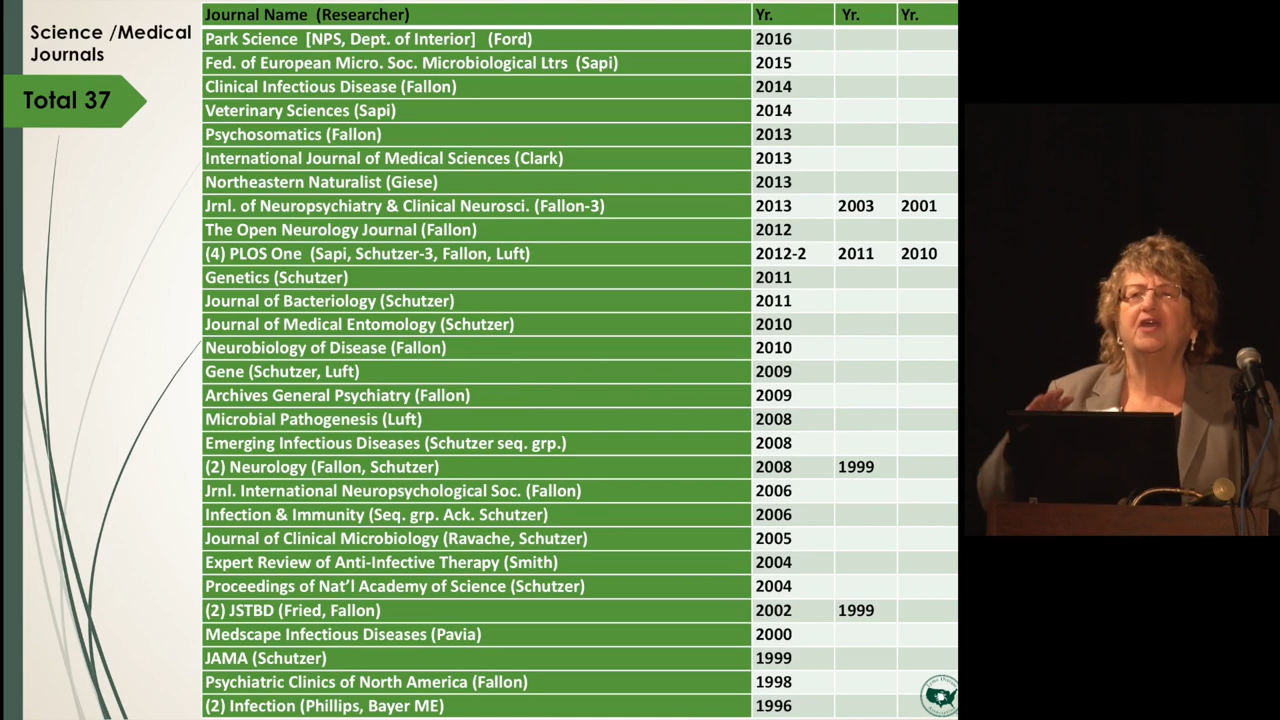 Science /Medical
Journals
Total 37
Journal Name (Researcher) Yr. Yr. Yr.
Park Science [NPS, Dept. of Interior] (Ford) 2016
Fed. of European Micro. Soc. Microbiological Ltrs (Sapi) 2015
Clinical Infectious Disease (Fallon) 2014
Veterinary Sciences (Sapi) 2014
Psychosomatics (Fallon) 2013
International Journal of Medical Sciences (Clark) 2013
Northeastern Naturalist (Giese) 2013
Jrnl. of Neuropsychiatry & Clinical Neurosci. (Fallon-3) 2013 2003 2001
The Open Neurology Journal (Fallon) 2012
(4) PLOS One (Sapi, Schutzer-3, Fallon, Luft) 2012-2 2011 2010
Genetics (Schutzer) 2011
Journal of Bacteriology (Schutzer) 2011
Journal of Medical Entomology (Schutzer) 2010
Neurobiology of Disease (Fallon) 2010
Gene (Schutzer, Luft) 2009
Archives General Psychiatry (Fallon) 2009
Microbial Pathogenesis (Luft) 2008
Emerging Infectious Diseases (Schutzer seq. grp.) 2008
(2) Neurology (Fallon, Schutzer) 2008 1999
Jrnl. International Neuropsychological Soc. (Fallon) 2006
Infection & Immunity (Seq. grp. Ack. Schutzer) 2006
Journal of Clinical Microbiology (Ravache, Schutzer) 2005
Expert Review of Anti-Infective Therapy (Smith) 2004
Proceedings of Nat’l Academy of Science (Schutzer) 2004
(2) JSTBD (Fried, Fallon) 2002 1999
Medscape Infectious Diseases (Pavia) 2000
JAMA (Schutzer) 1999
Psychiatric Clinics of North America (Fallon) 1998
(2) Infection (Phillips, Bayer ME) 1996